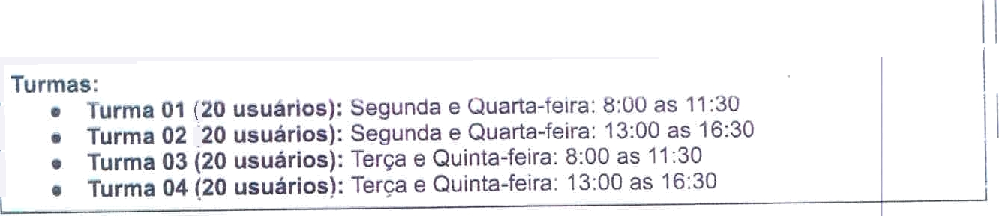 Turmas:
• Turma 01 (20 usuários): Segunda e Quarta-feira: 8:00 as 11:30
• Turma 02 20 usuários): Segunda e Quarta-feira: 13:00 as 16:30
• Turma 03 (20 usuários): Terça e Quinta-feira: 8:00 as 11:30
• Turma 04 (20 usuários): Terça e Quinta-feira: 13:00 as 16:30